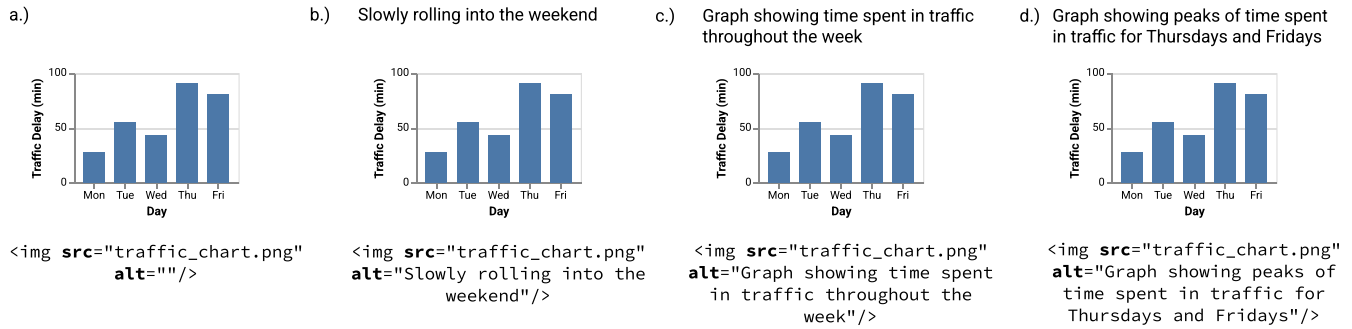 a.)
100
50
0
Traffic Delay (min)
Mon Tue Wed Thu Fri
Day
<img src="traffic_chart.png"
alt=""/>
b.) Slowly rolling into the weekend
100
50
0
Traffic Delay (min)
Mon Tue Wed Thu Fri
Day
<img src="traffic_chart.png"
alt="Slowly rolling into the
weekend"/>
c.) Graph showing time spent in traffic
throughout the week
100
50
0
Traffic Delay (min)
Mon Tue Wed Thu Fri
Day
<img src="traffic_chart.png"
alt="Graph showing time spent
in traffic throughout the
week"/>
d.) Graph showing peaks of time spent
in traffic for Thursdays and Fridays
100
50
0
Traffic Delay (min)
Mon Tue Wed Thu Fri
Day
<img src="traffic_chart.png"
alt="Graph showing peaks of
time spent in traffic for
Thursdays and Fridays"/>